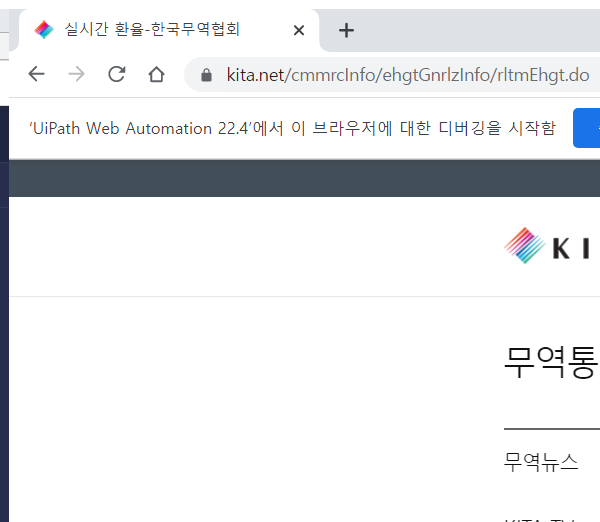 실시간 환율-한국무역협회
kita.net/cmmrcInfo/ehgtGnrlzInfo/rltmEhgt.do
'UiPath Web Automation 22.4'에서 이 브라우저에 대한 디버깅을 시작함
KI
무역통
무역뉴스